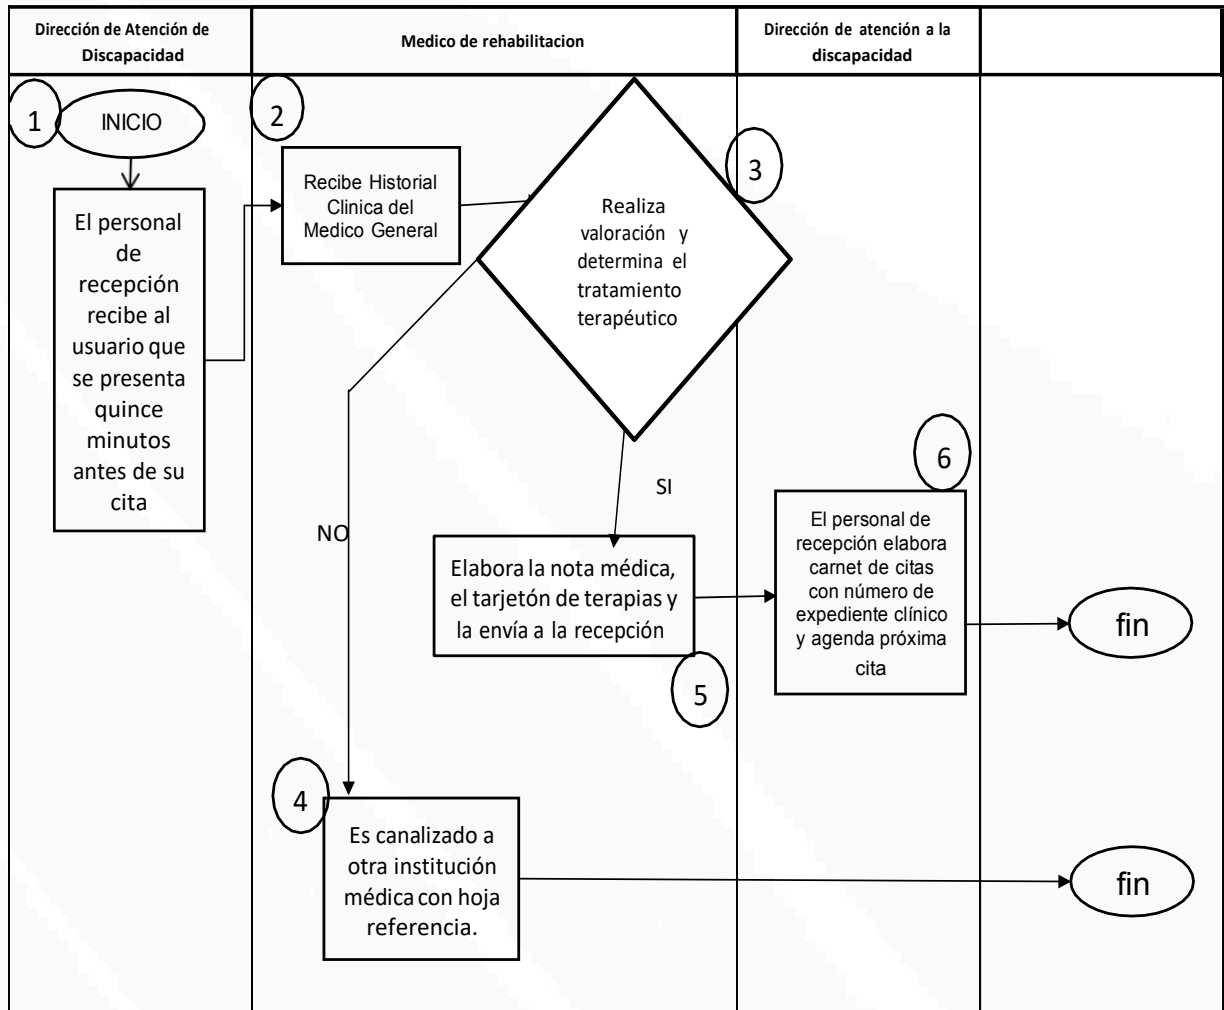 Dirección de Atención de
Discapacidad
Medico de rehabilitacion
Dirección de atención a la
discapacidad
1
INICIO
El personal
de
recepción
recibe al
usuario que
se presenta
quince
minutos
antes de su
cita
2
Recibe Historial
Clinica del
Medico General
3
Realiza
valoración y
determina el
tratamiento
terapéutico
NO
SI
4
Es canalizado a
otra institución
médica con hoja
referencia.
fin
Elabora la nota médica,
el tarjetón de terapias y
la envía a la recepción
5
6
El personal de
recepción elabora
carnet de citas
con número de
expediente clínico
y agenda próxima
cita
fin